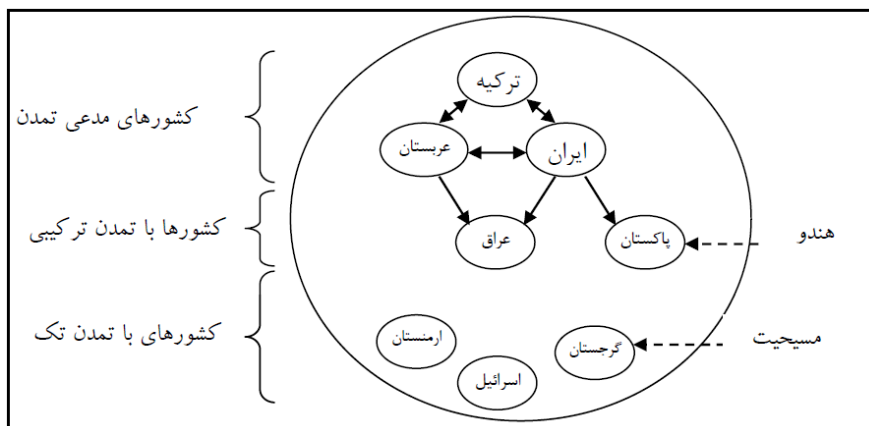 ترکیه
کشورهای مدعی تمدن
ایران
عربستان
هندو
پاکستان
عراق
کشورها با تمدن ترکیبی
مسیحیت
گرجستان
ارمنستان
کشورهای با تمدن تک
اسرائیل